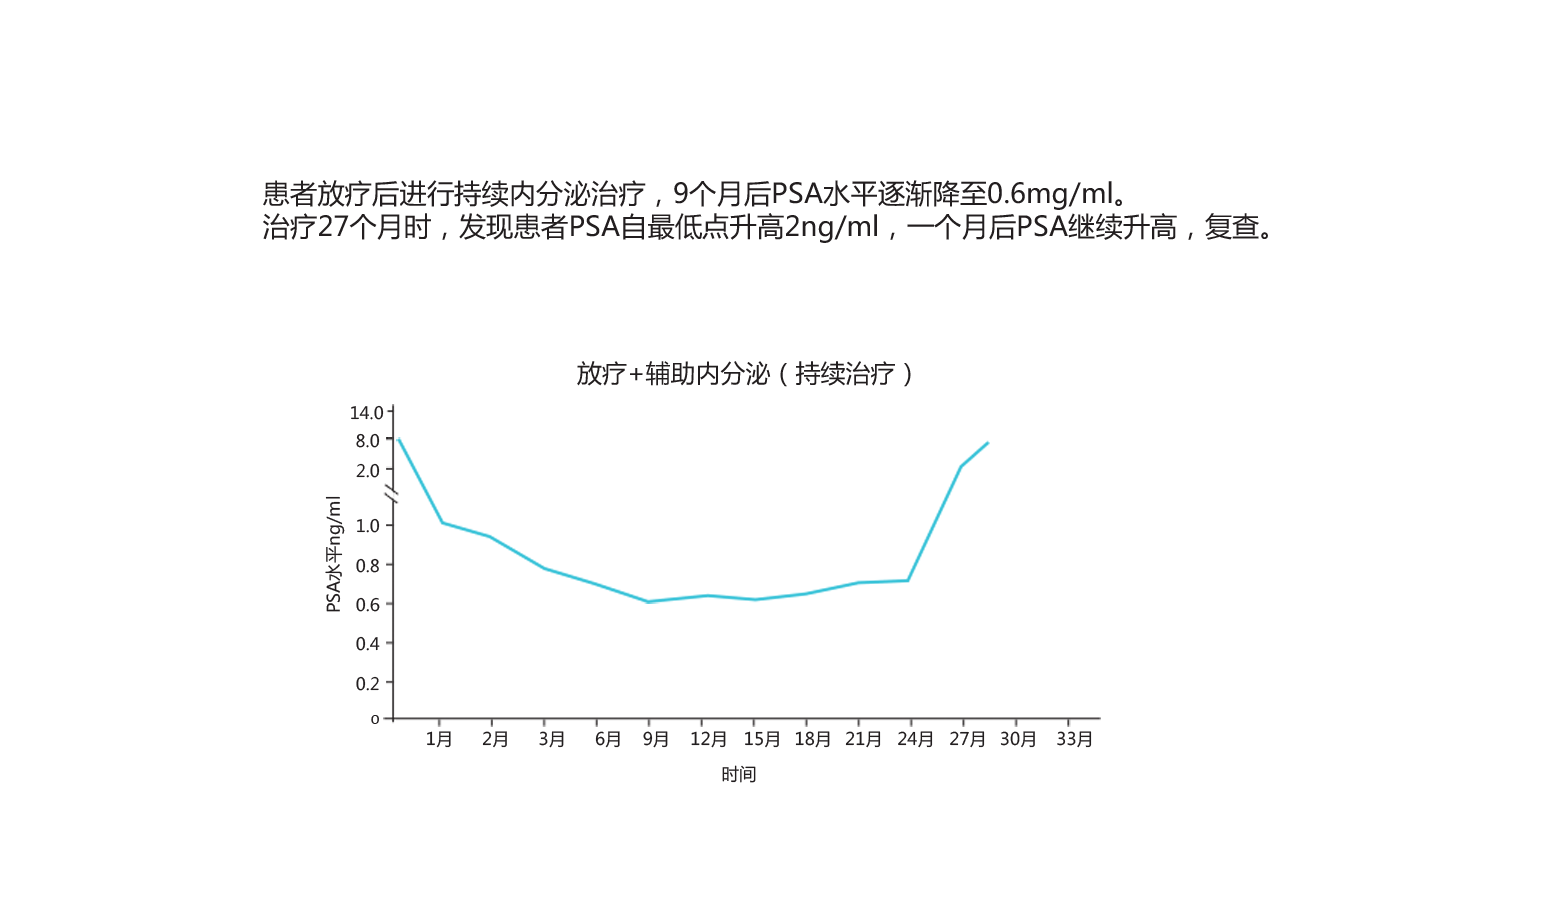 患者放疗后进行持续内分泌治疗，9个月后PSA水平逐渐降至0.6mg/ml。
治疗27个月时，发现患者PSA自最低点升高2ng/ml，一个月后PSA继续升高，复查。
放疗+辅助内分泌（持续治疗）
14.0
8.0
2.0
1.0
0.8
0.6
0.4
0.2
0
PSA水平ng/ml
1月 2月 3月 6月 9月 12月 15月 18月 21月 24月 27月 30月 33月
时间